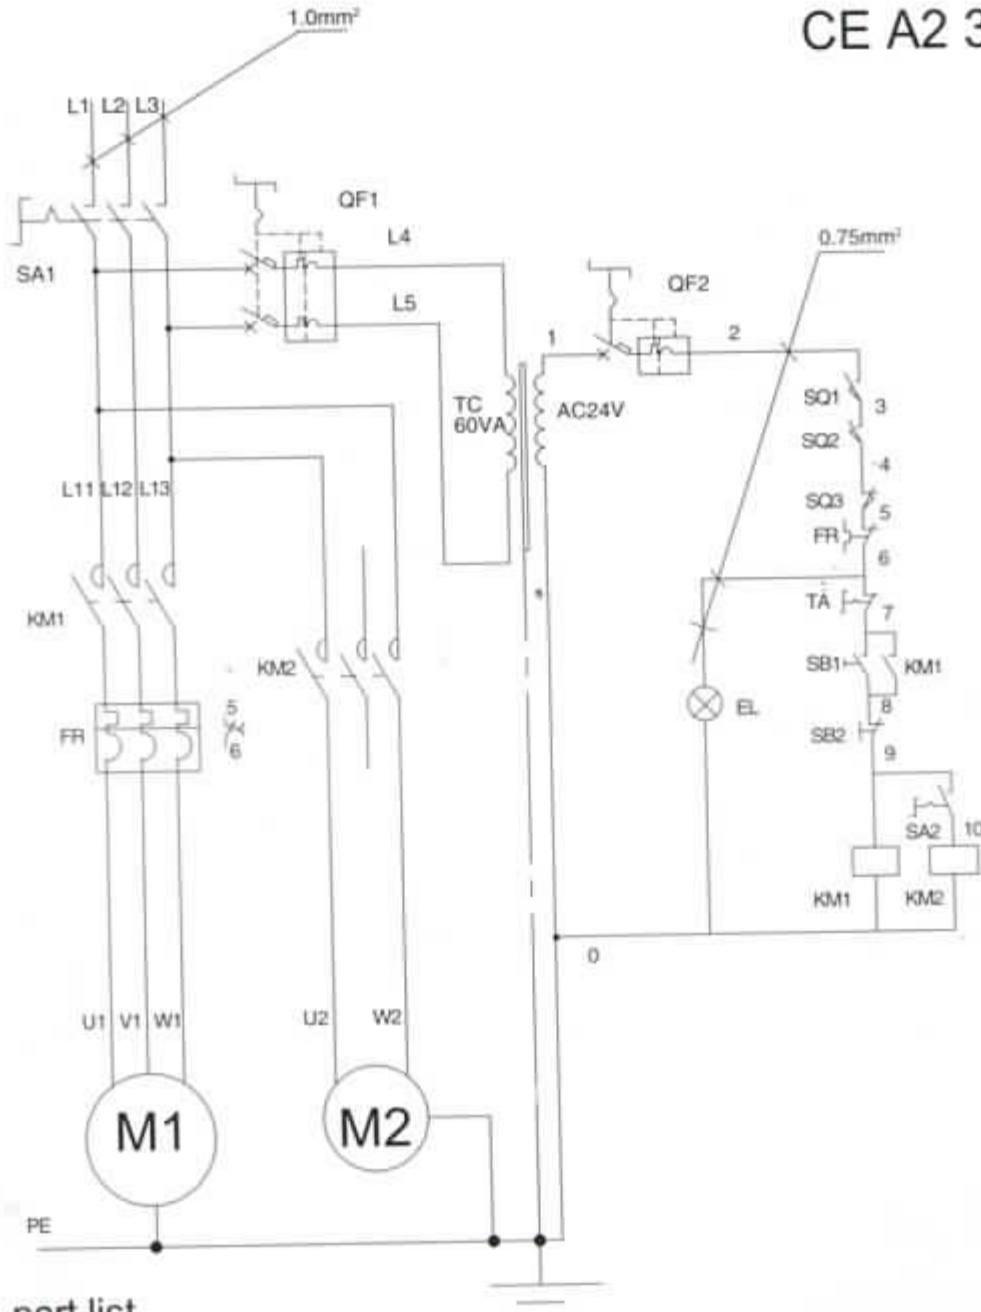 1.0mm²
CE A2 3
L1 L2 L3
QF1
L4
0.75mm²
SA1
QF2
L5
1
2
TC
60VA
AC24V
SQ1
3
SQ2
4
L11 L12 L13
SQ3
5
FR
6
TA
7
KM1
KM2
SB1
KM1
5
6
FR
EL
8
SB2
9
SA2
10
KM1
KM2
0
U1 V1 W1
U2
W2
M1
M2
PE
part list